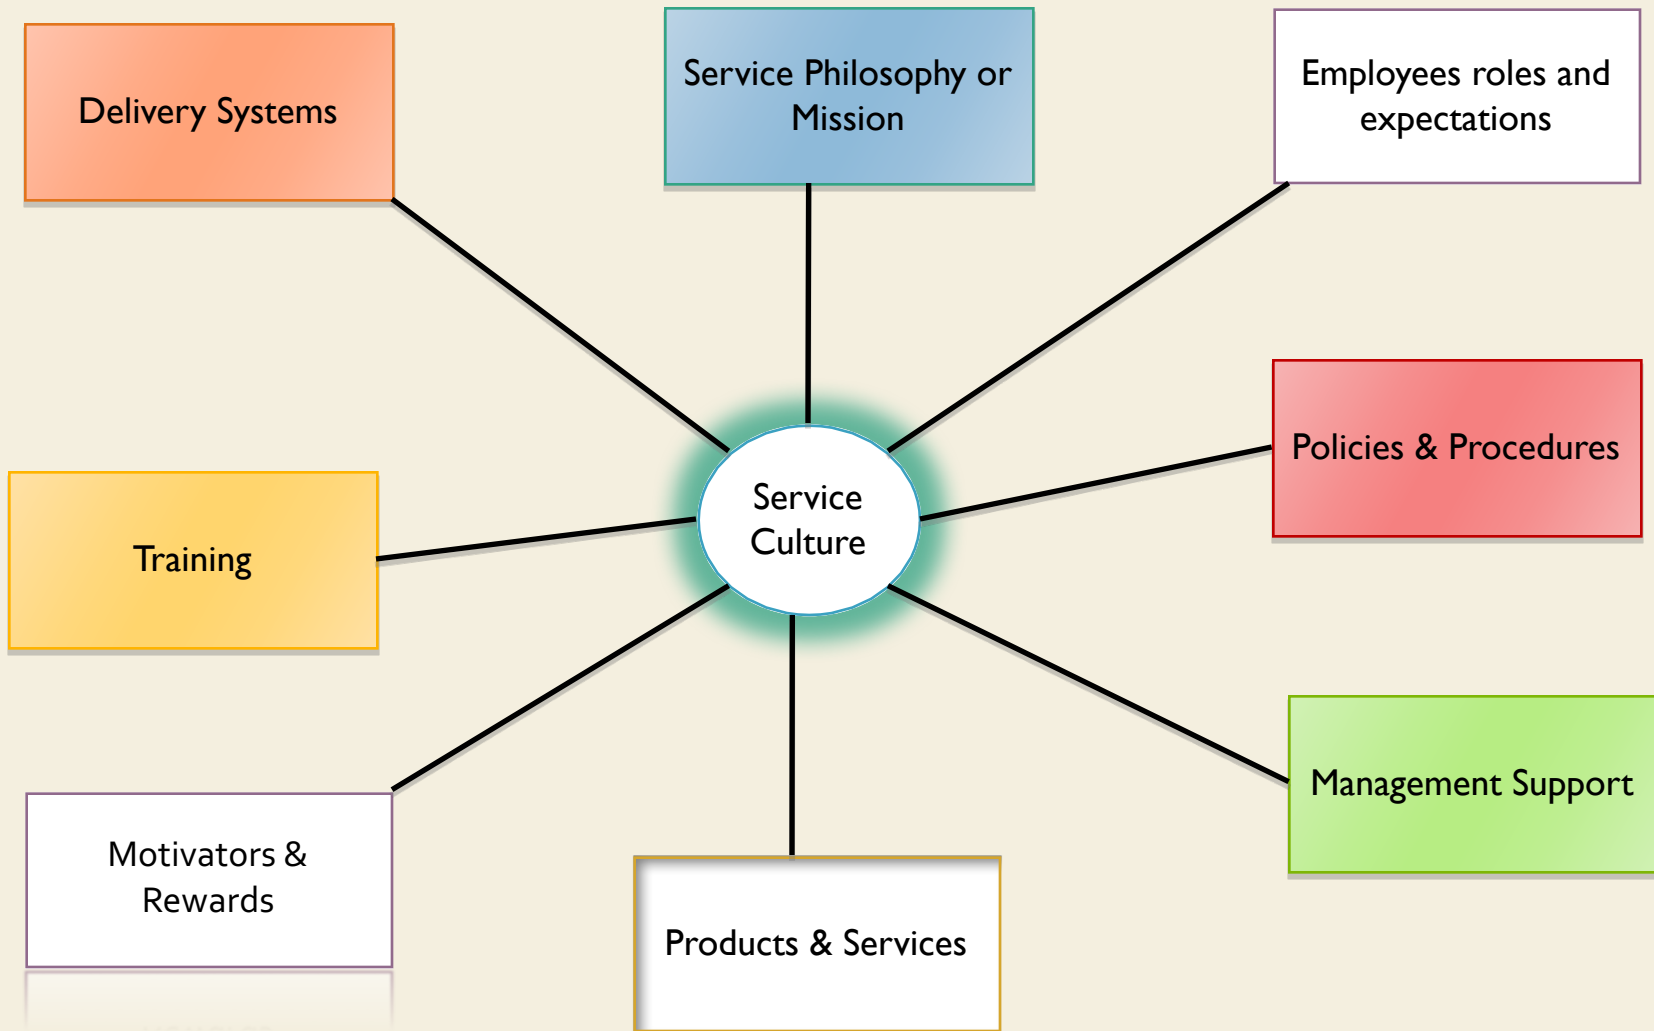 Delivery Systems
Service Philosophy or
Mission
Employees roles and
expectations
Policies & Procedures
Service
Culture
Training
Management Support
Motivators &
Rewards
Products & Services